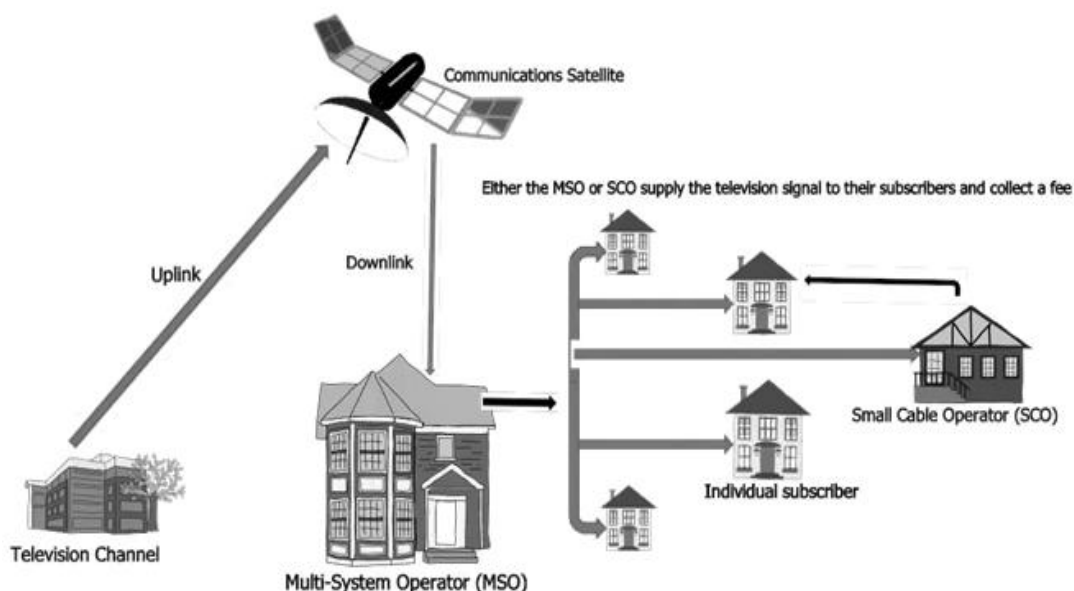 Communications Satellite
Either the MSO or SCO supply the television signal to their subscribers and collect a fee
Uplink
Downlink
Small Cable Operator (SCO)
Individual subscriber
Television Channel
Multi-System Operator (MSO)